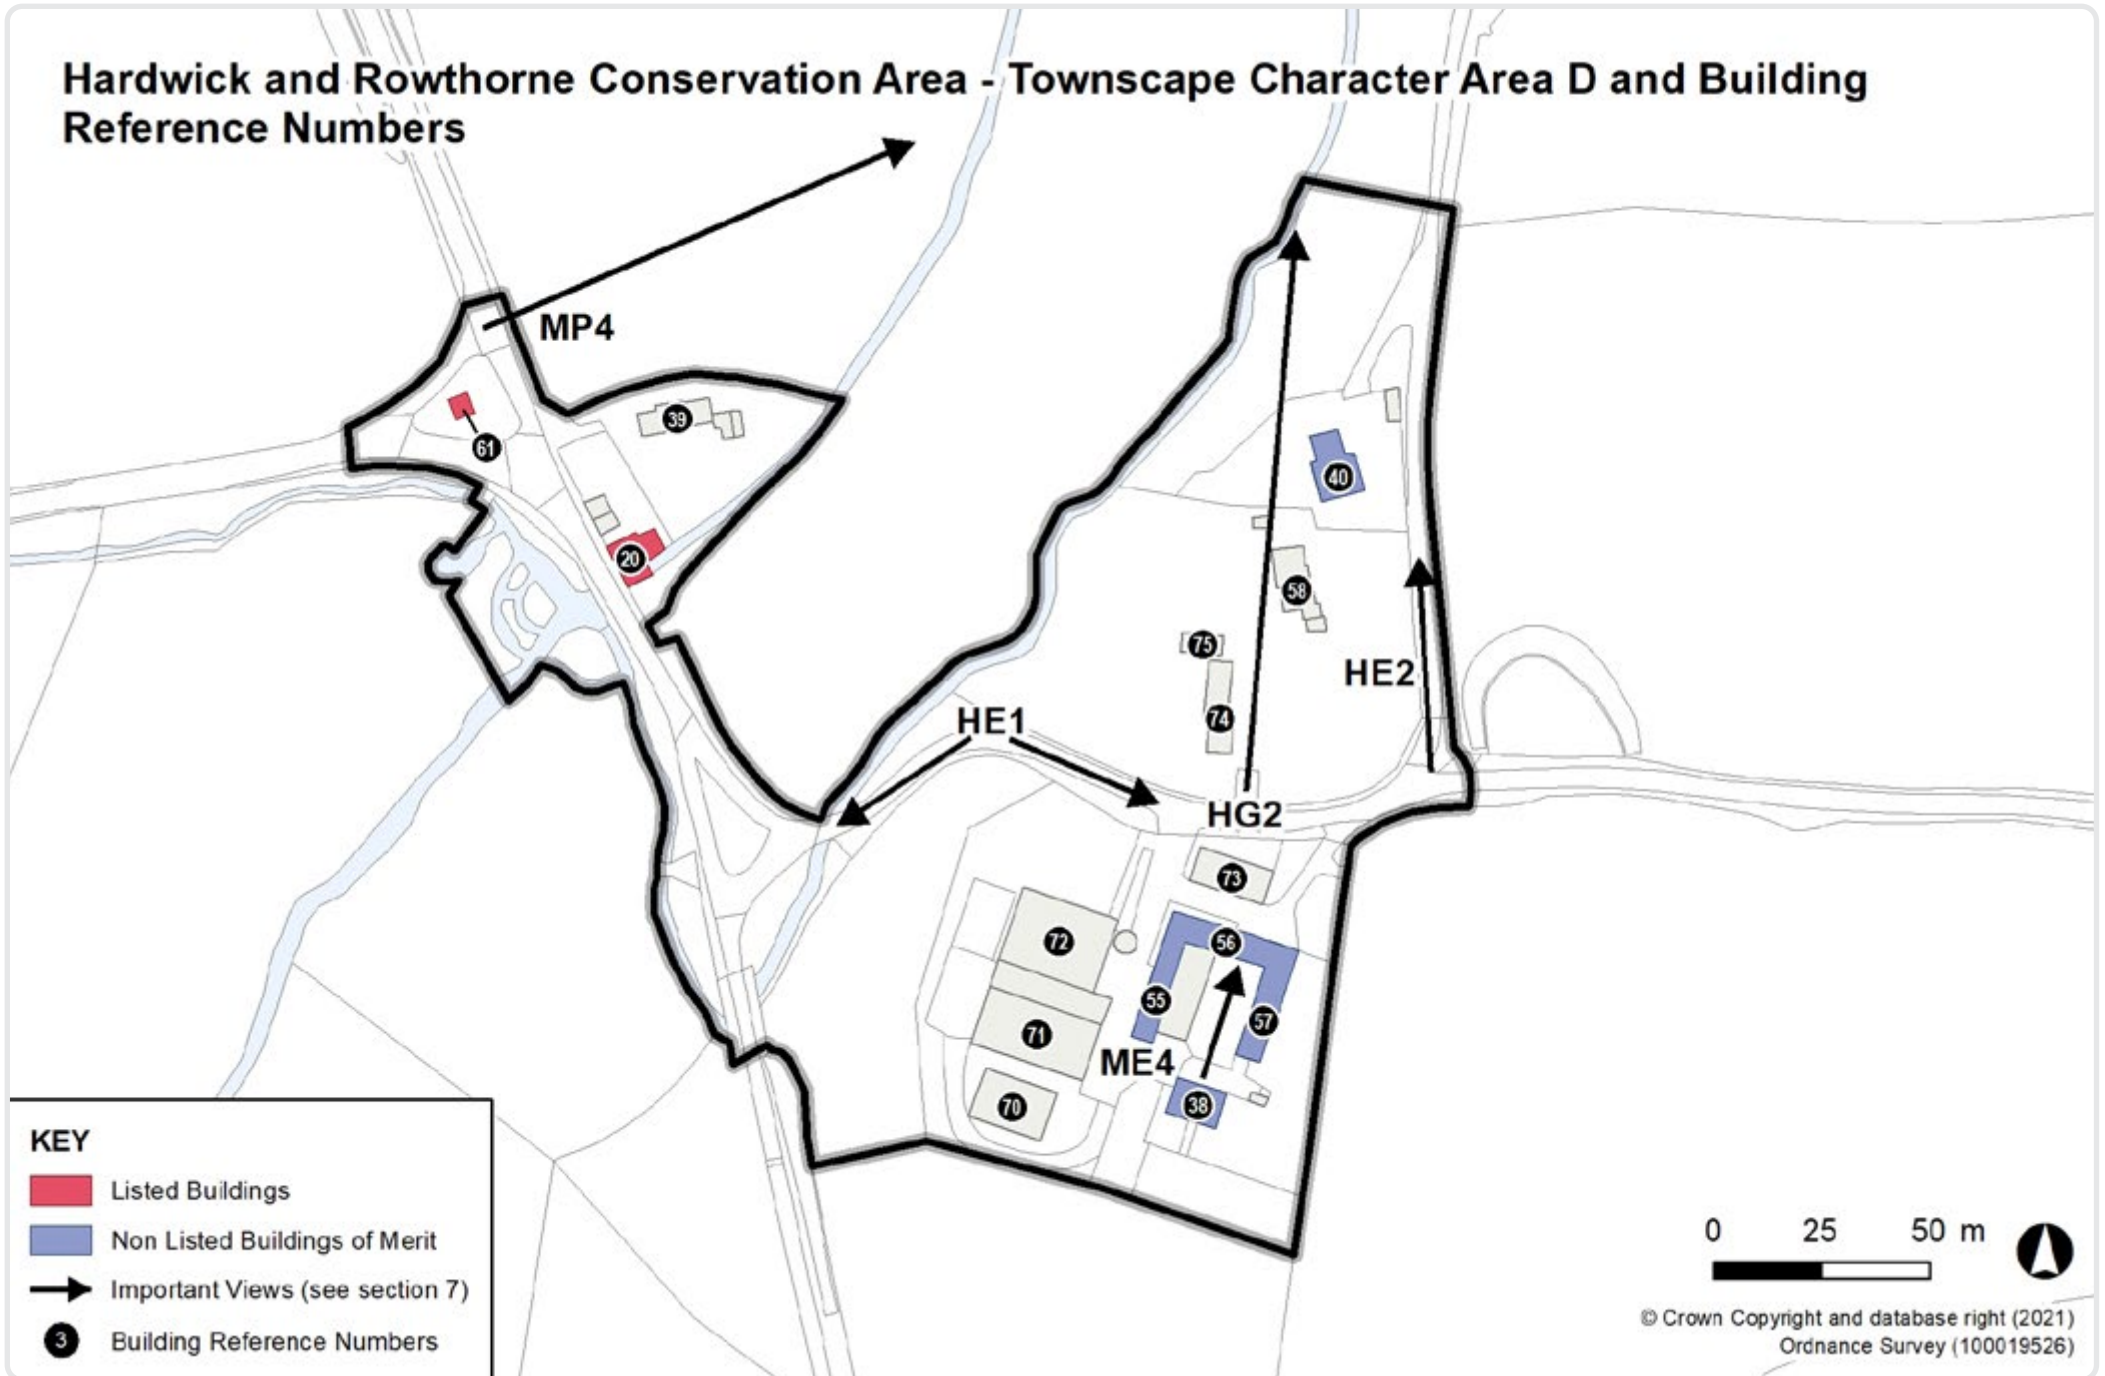 Hardwick and Rowthorne Conservation Area - Townscape Character Area D and Building
Reference Numbers
MP4
39
61
40
20
58
75
HE2
74
HE1
HG2
73
72
56
55
57
71
ME4
38
70
KEY
Listed Buildings
Non Listed Buildings of Merit
Important Views (see section 7)
3 Building Reference Numbers
0 25 50 m
© Crown Copyright and database right (2021)
Ordnance Survey (100019526)